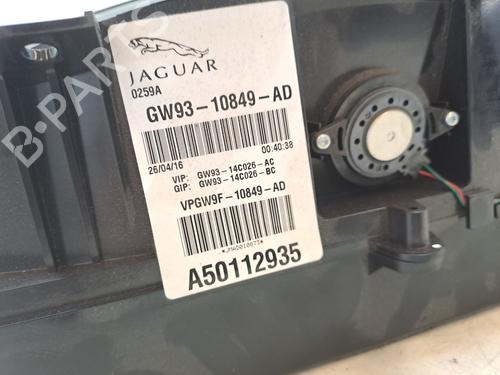 B-PARTS
JAGUAR
0259A
GW93-10849-AD
26/04/16 00:40:38
VIP: GW93-14C026-AC
GIP: GW93-14C026-BC
VPGW9F-10849-AD
A50112935